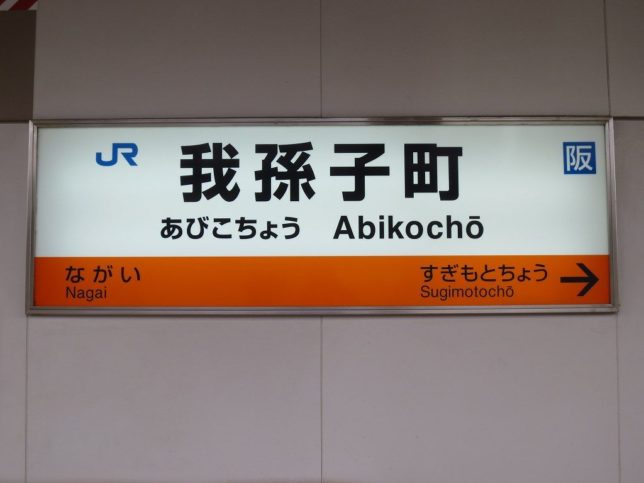 JR 我孫子町 阪
あびこちょう Abikochō
ながい すぎもとちょう →
Nagai Sugimotochō